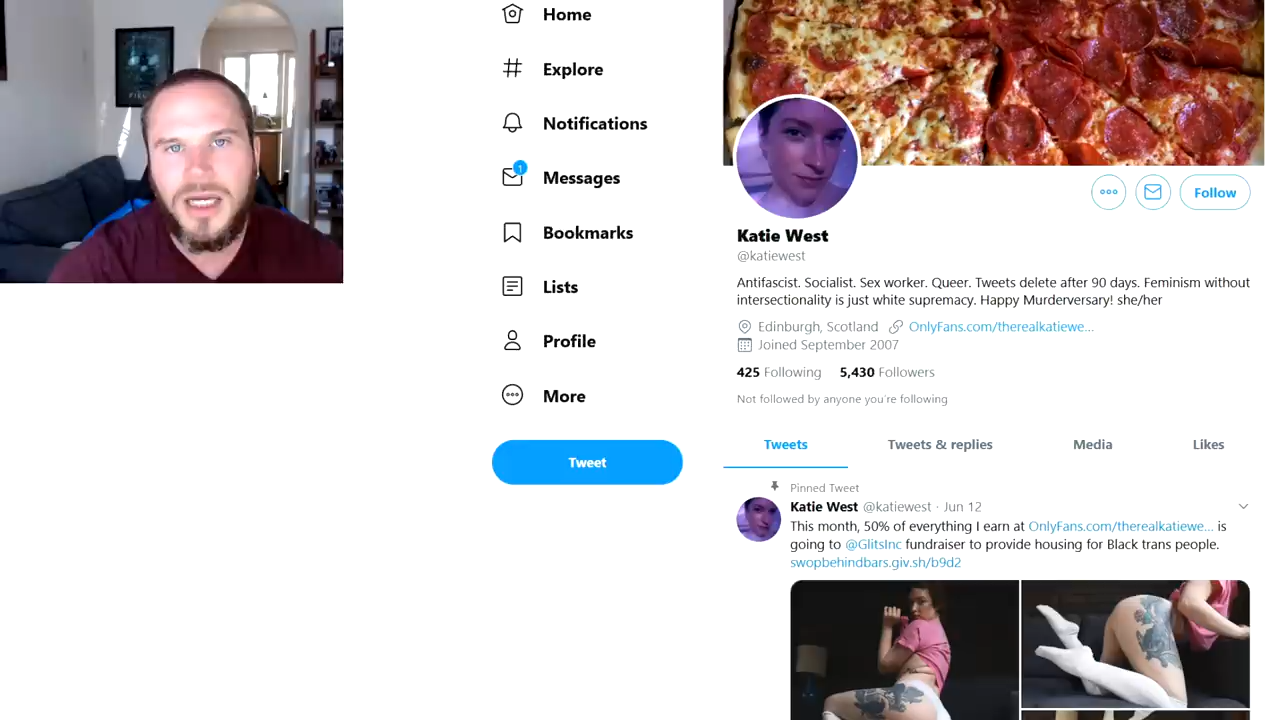 Home
Explore
Notifications
1
Messages
Bookmarks
Lists
Profile
More
Tweet
Follow
Katie West
@katiewest
Antifascist. Socialist. Sex worker. Queer. Tweets delete after 90 days. Feminism without
intersectionality is just white supremacy. Happy Murderversary! she/her
Edinburgh, Scotland OnlyFans.com/therealkatiewe...
Joined September 2007
425 Following 5,430 Followers
Not followed by anyone you're following
Tweets Tweets & replies Media Likes
Pinned Tweet
Katie West @katiewest · Jun 12
This month, 50% of everything I earn at OnlyFans.com/therealkatiewe... is
going to @GlitsInc fundraiser to provide housing for Black trans people.
swopbehindbars.giv.sh/b9d2